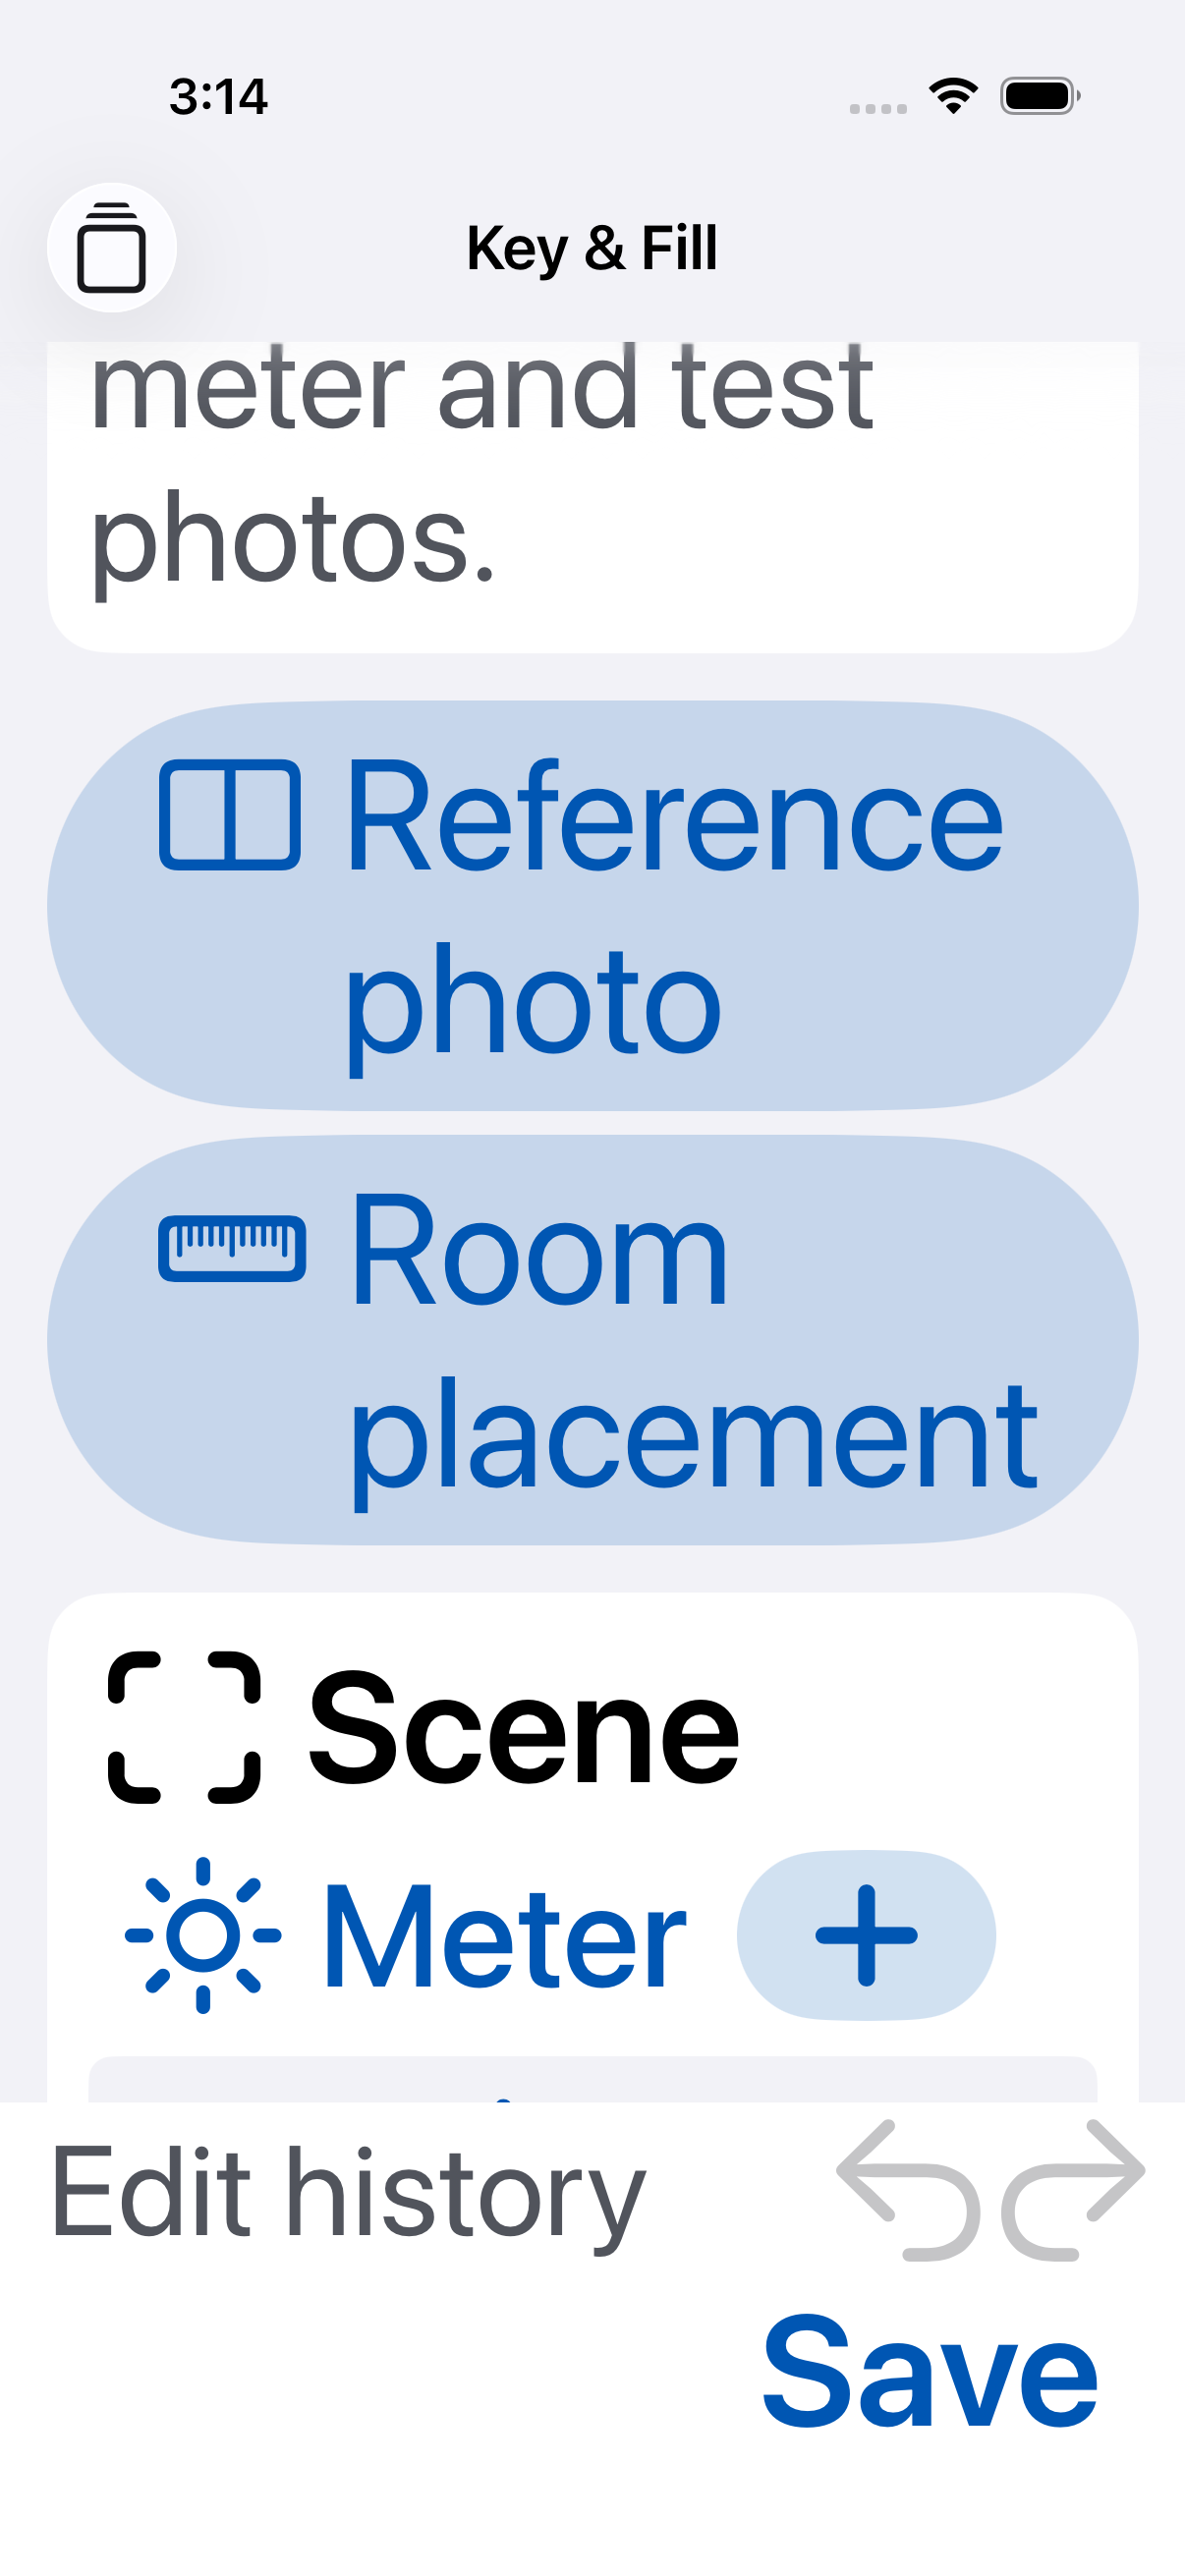 3:14
Key & Fill
meter and test
photos.
Reference
photo
Room
placement
Scene
Meter
Edit history
Save